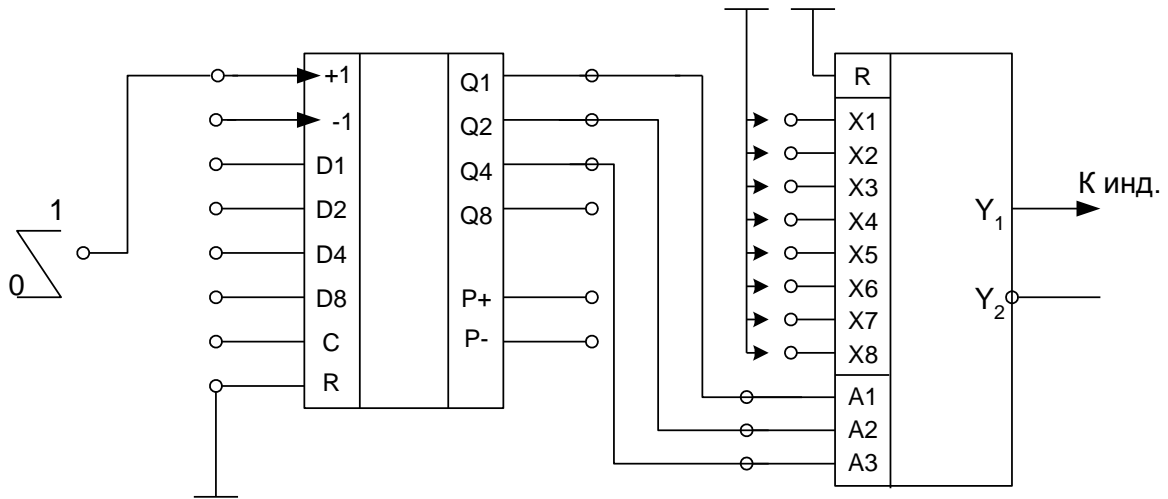 1
0
+1
-1
D1
D2
D4
D8
C
R
Q1
Q2
Q4
Q8
P+
P-
R
X1
X2
X3
X4
X5
X6
X7
X8
A1
A2
A3
Y1
Y2
К инд.